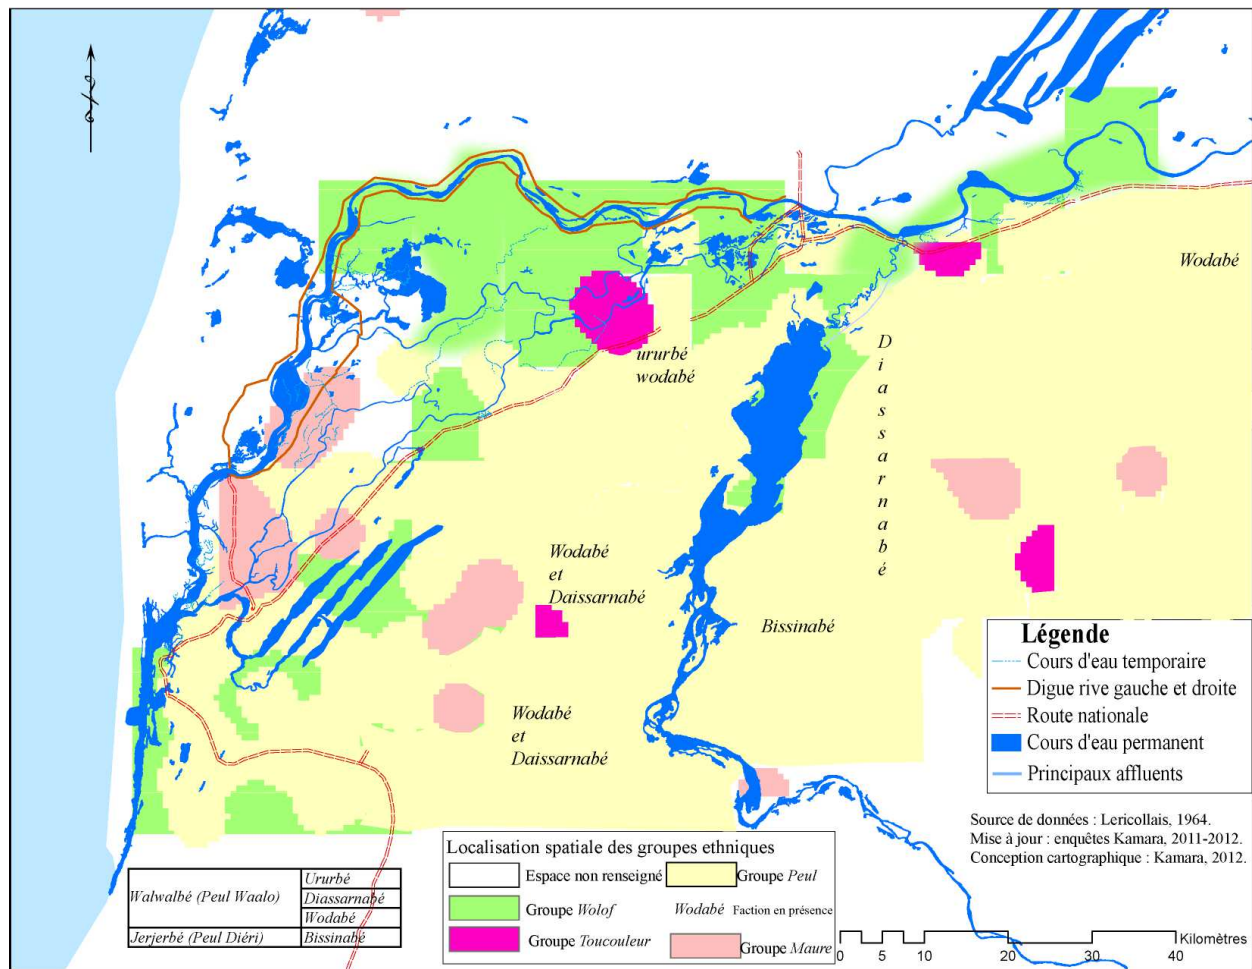 Wodabé
ururbé
wodabé
Diassarnabé
Wodabé
et
Daissarnabé
Bissinabé
Wodabé
et
Daissarnabé
Légende
Cours d'eau temporaire
Digue rive gauche et droite
Route nationale
Cours d'eau permanent
Principaux affluents
Source de données : Lericollais, 1964.
Mise à jour : enquêtes Kamara, 2011-2012.
Conception cartographique : Kamara, 2012.
Localisation spatiale des groupes ethniques
Espace non renseigné
Groupe Peul
Groupe Wolof
Wodabé Faction en présence
Groupe Toucouleur
Groupe Maure
Walwalbé (Peul Waalo)
Ururbé
Diassarnabé
Wodabé
Jerjerbé (Peul Diéri)
Bissinabé
Kilomètres
0 5 10 20 30 40